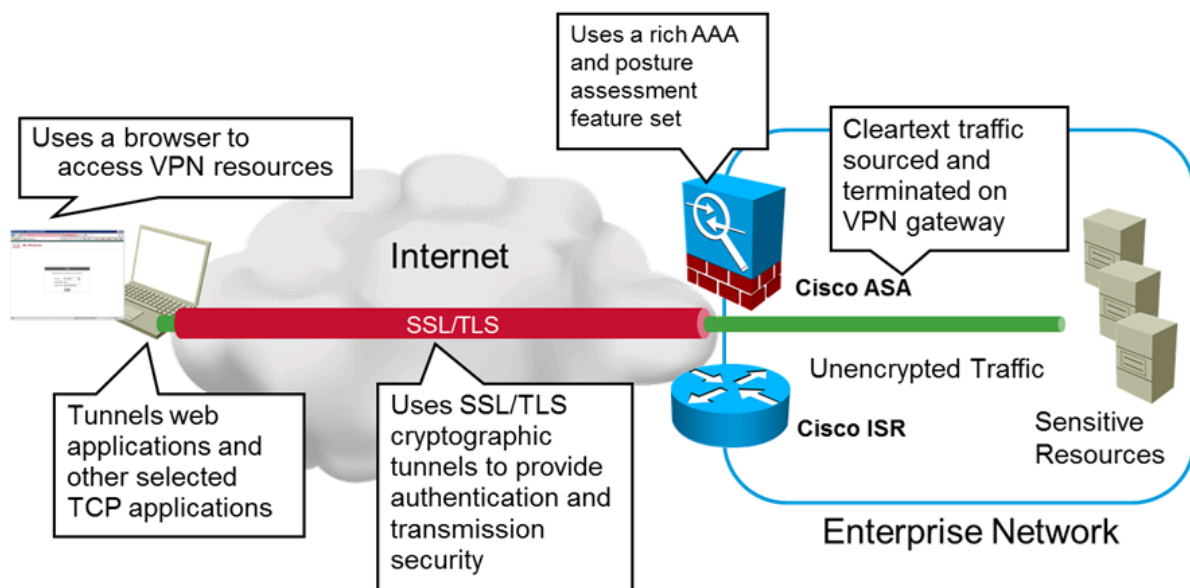 Uses a rich AAA
and posture
assessment
feature set
Uses a browser to
access VPN resources
Cleartext traffic
sourced and
terminated on
VPN gateway
Internet
Cisco ASA
SSL/TLS
Unencrypted Traffic
Cisco ISR
Sensitive
Resources
Tunnels web
applications and
other selected
TCP applications
Uses SSL/TLS
cryptographic
tunnels to provide
authentication and
transmission
security
Enterprise Network